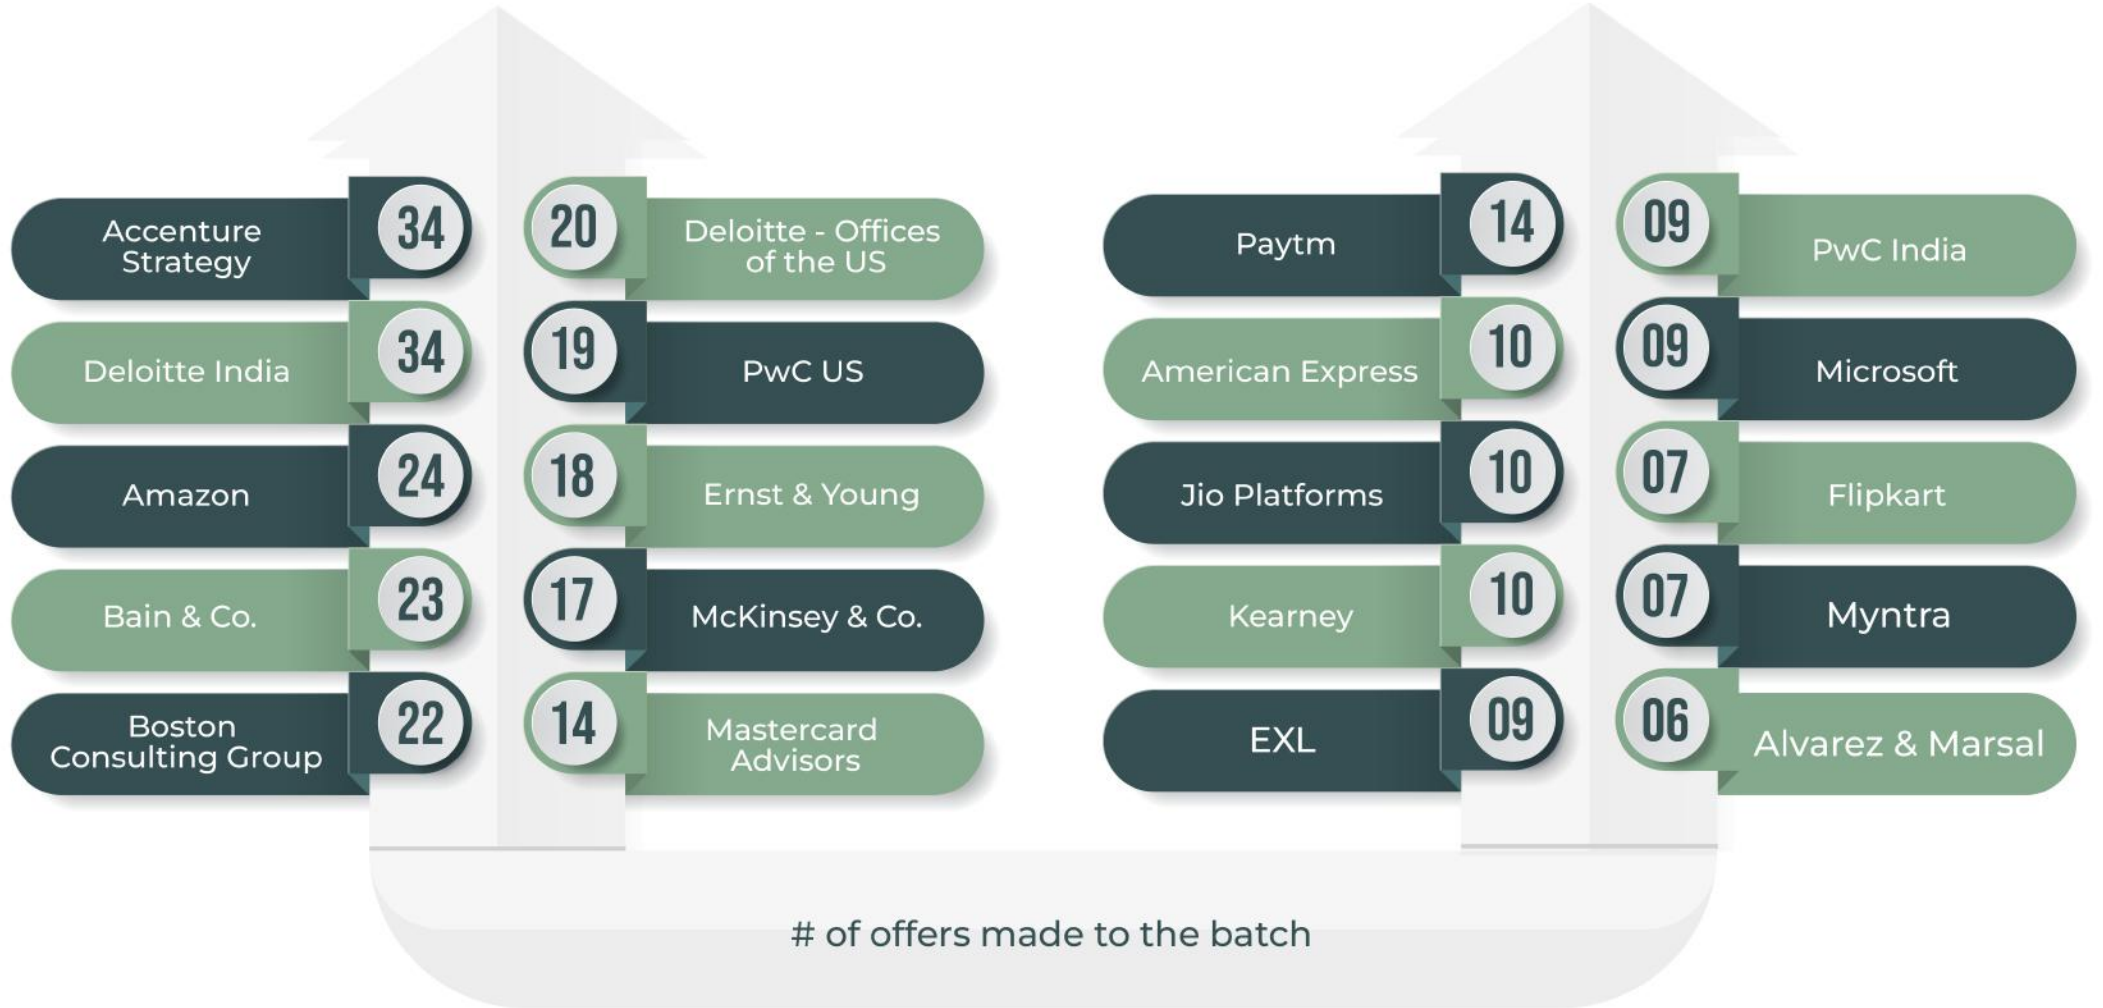 Accenture
Strategy
34
Deloitte India
34
Amazon
24
Bain & Co.
23
Boston
Consulting Group
22
20
Deloitte - Offices
of the US
19
PwC US
18
Ernst & Young
17
McKinsey & Co.
14
Mastercard
Advisors
Paytm
14
American Express
10
Jio Platforms
10
Kearney
10
EXL
09
09
PwC India
09
Microsoft
07
Flipkart
07
Myntra
06
Alvarez & Marsal
# of offers made to the batch